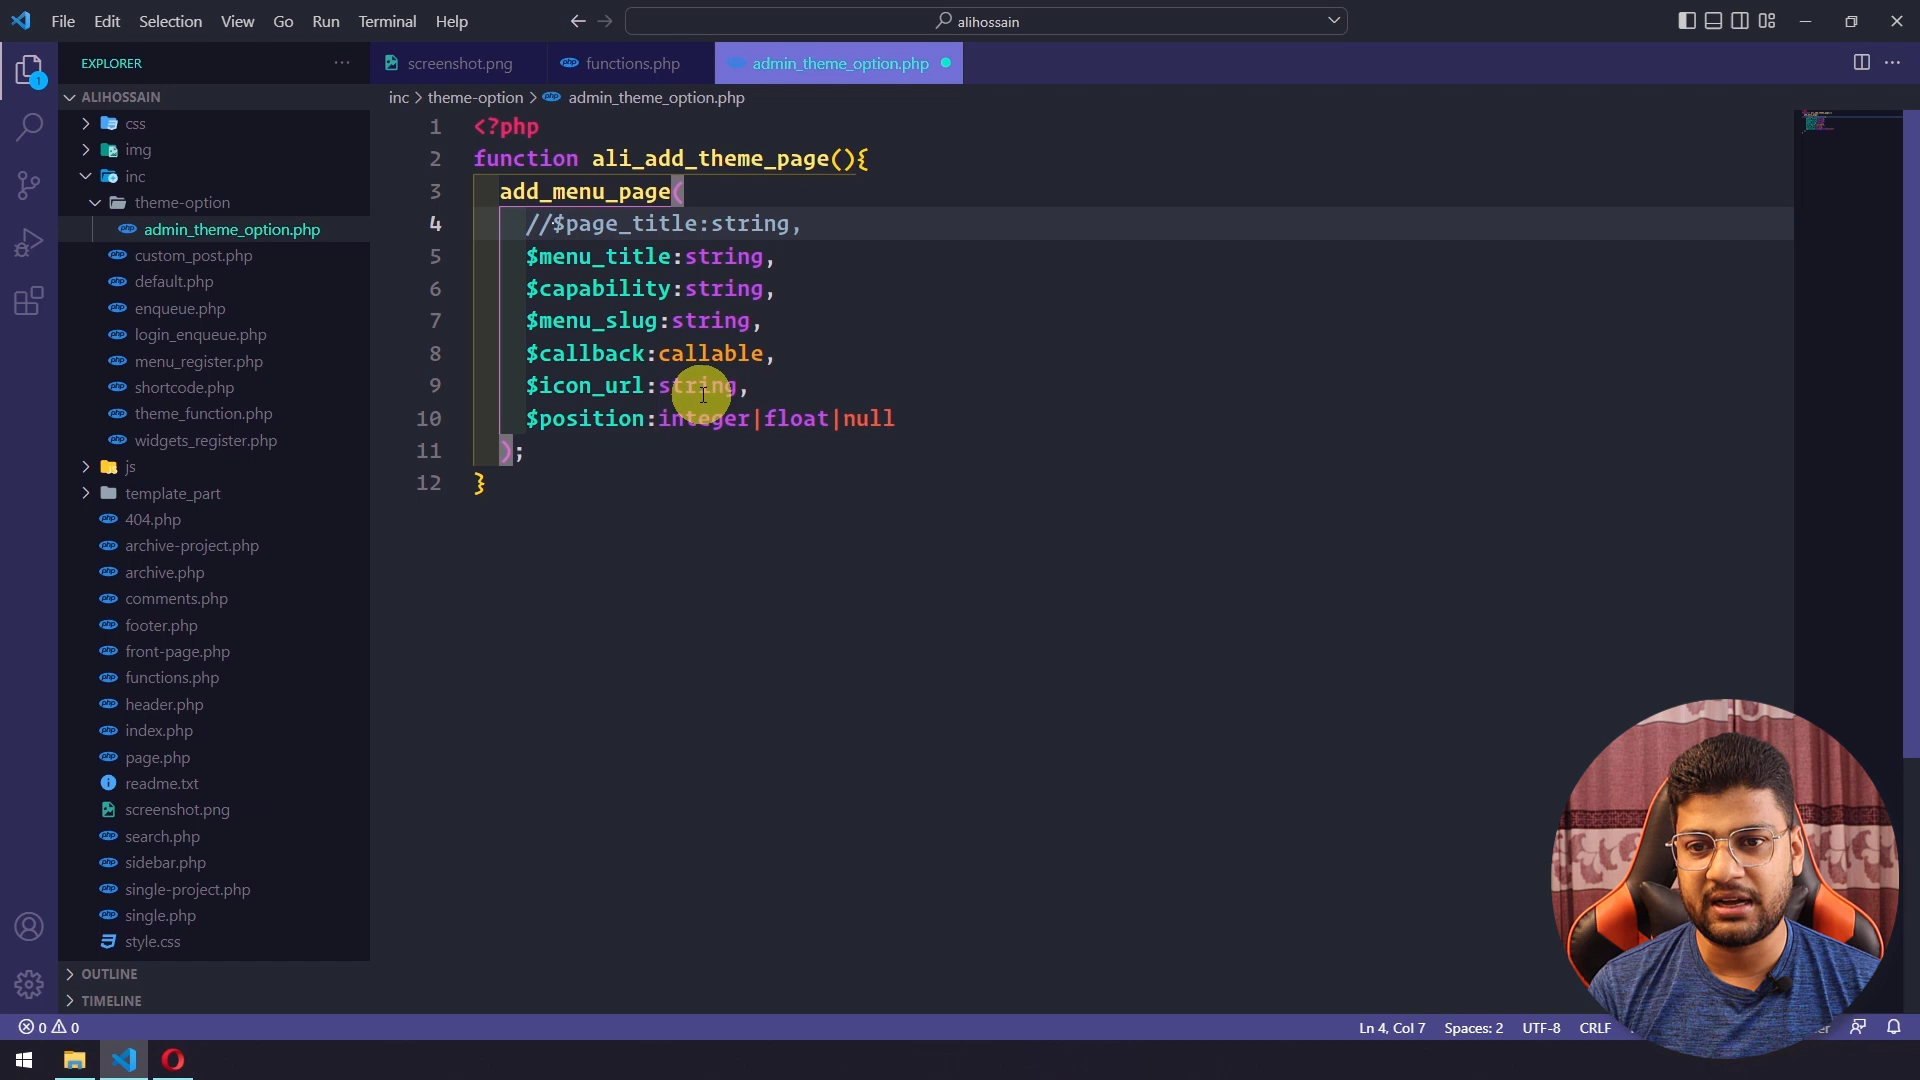 File Edit Selection View Go Run Terminal Help
alihossain
EXPLORER
screenshot.png
functions.php
admin_theme_option.php
ALIHOSSAIN
inc > theme-option > admin_theme_option.php
css
img
inc
theme-option
admin_theme_option.php
custom_post.php
default.php
enqueue.php
login_enqueue.php
menu_register.php
shortcode.php
theme_function.php
widgets_register.php
js
template_part
404.php
archive-project.php
archive.php
comments.php
footer.php
front-page.php
functions.php
header.php
index.php
page.php
readme.txt
screenshot.png
search.php
sidebar.php
single-project.php
single.php
style.css
OUTLINE
TIMELINE
1 <?php
2 function ali_add_theme_page(){
3 add_menu_page(
4 //$page_title:string,
5 $menu_title:string,
6 $capability:string,
7 $menu_slug:string,
8 $callback:callable,
9 $icon_url:string,
10 $position:integer|float|null
11 );
12 }
1
0 0
Ln 4, Col 7 Spaces: 2 UTF-8 CRLF